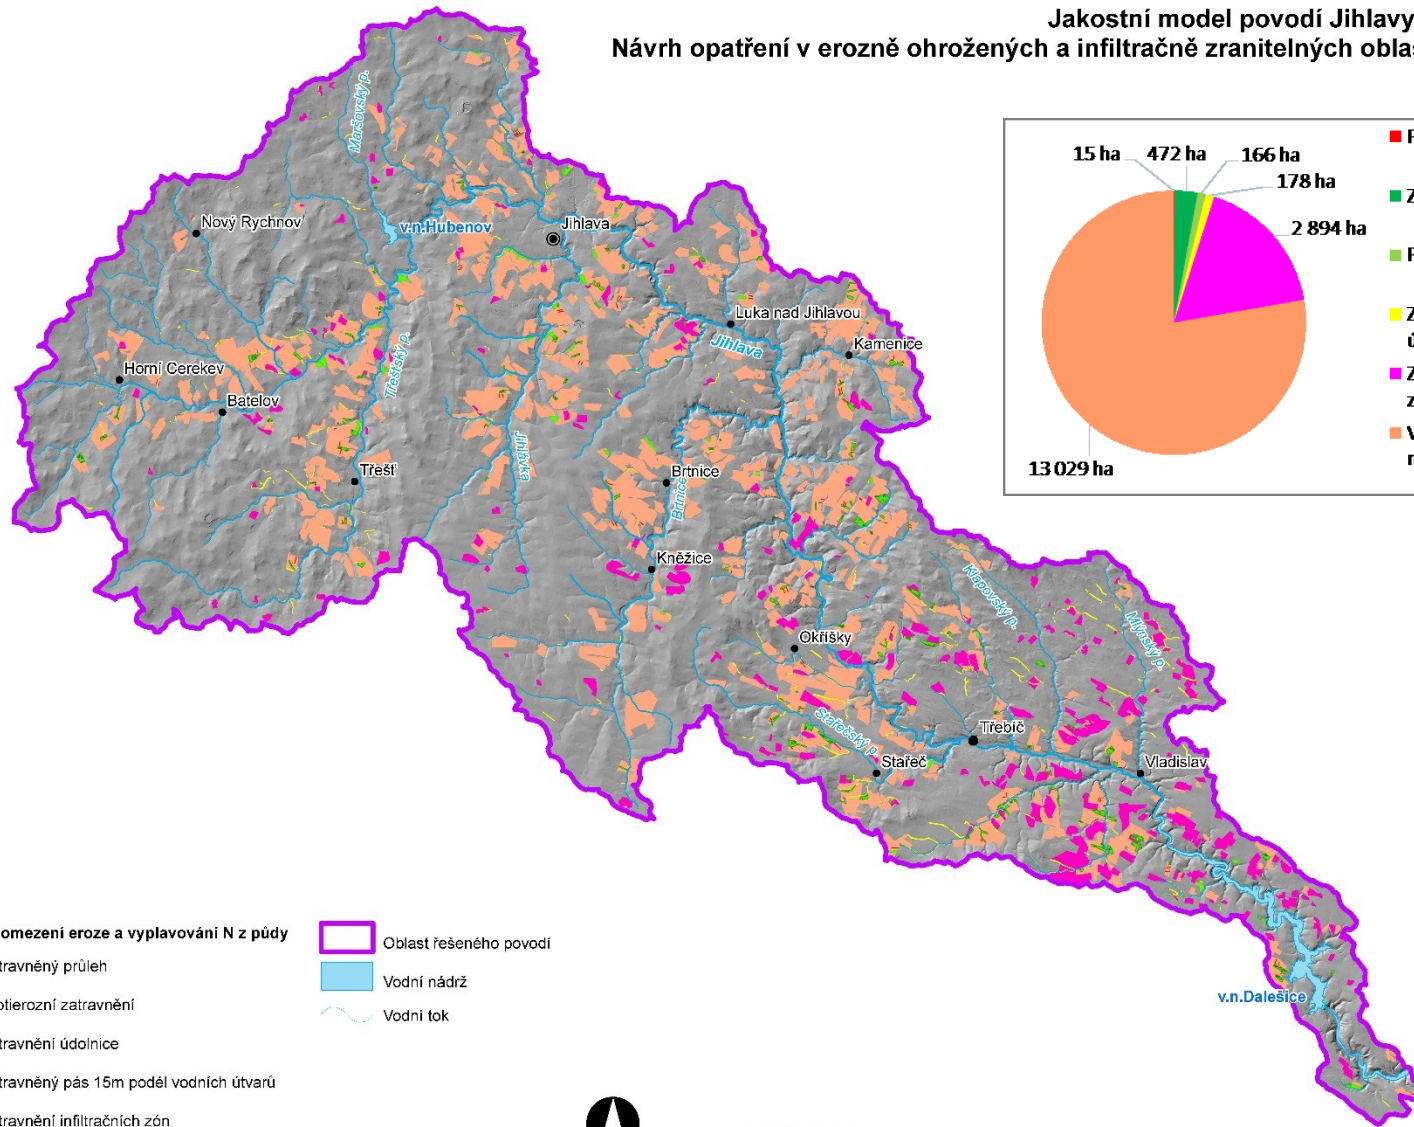 Jakostní model povodí Jihlavy
Návrh opatření v erozně ohrožených a infiltračně zranitelných oblas
15 ha
472 ha
166 ha
178 ha
2 894 ha
13 029 ha
P
Z
P
Z
ú
Z
z
V
n
Maršovský p.
Nový Rychnov
v.n.Hubenov
Jihlava
Luka nad Jihlavou
Jihlava
Kamenice
Třešťský p.
Horní Cerekev
Batelov
Jihlávka
Třešť
Brtnice
Brtnice
Kněžice
Klapovský p.
Mlýnský p.
Okříšky
Stařečský p.
Třebíč
Stařeč
Vladislav
v.n.Dalešice
omezení eroze a vyplavování N z půdy
travněný průleh
otierozní zatravnění
travnění údolnice
travněný pás 15m podél vodních útvarů
travnění infiltračních zón
Oblast řešeného povodí
Vodní nádrž
Vodní tok